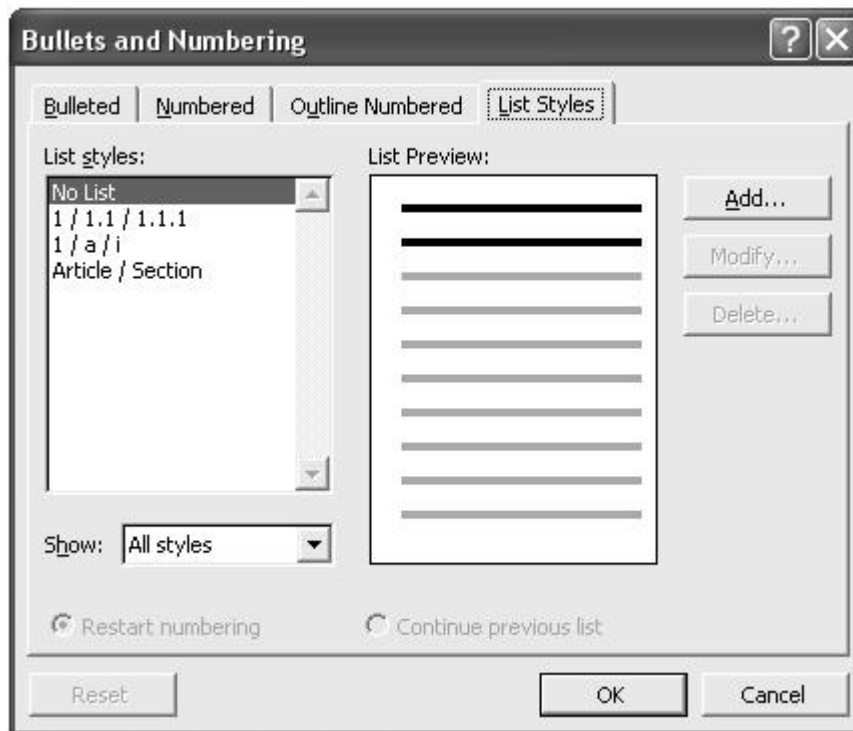 Bullets and Numbering
Bulleted Numbered Outline Numbered List Styles
List styles: List Preview:
No List
1 / 1.1 / 1.1.1
1 / a / i
Article / Section
Add...
Modify...
Delete...
Show: All styles
Restart numbering Continue previous list
Reset OK Cancel